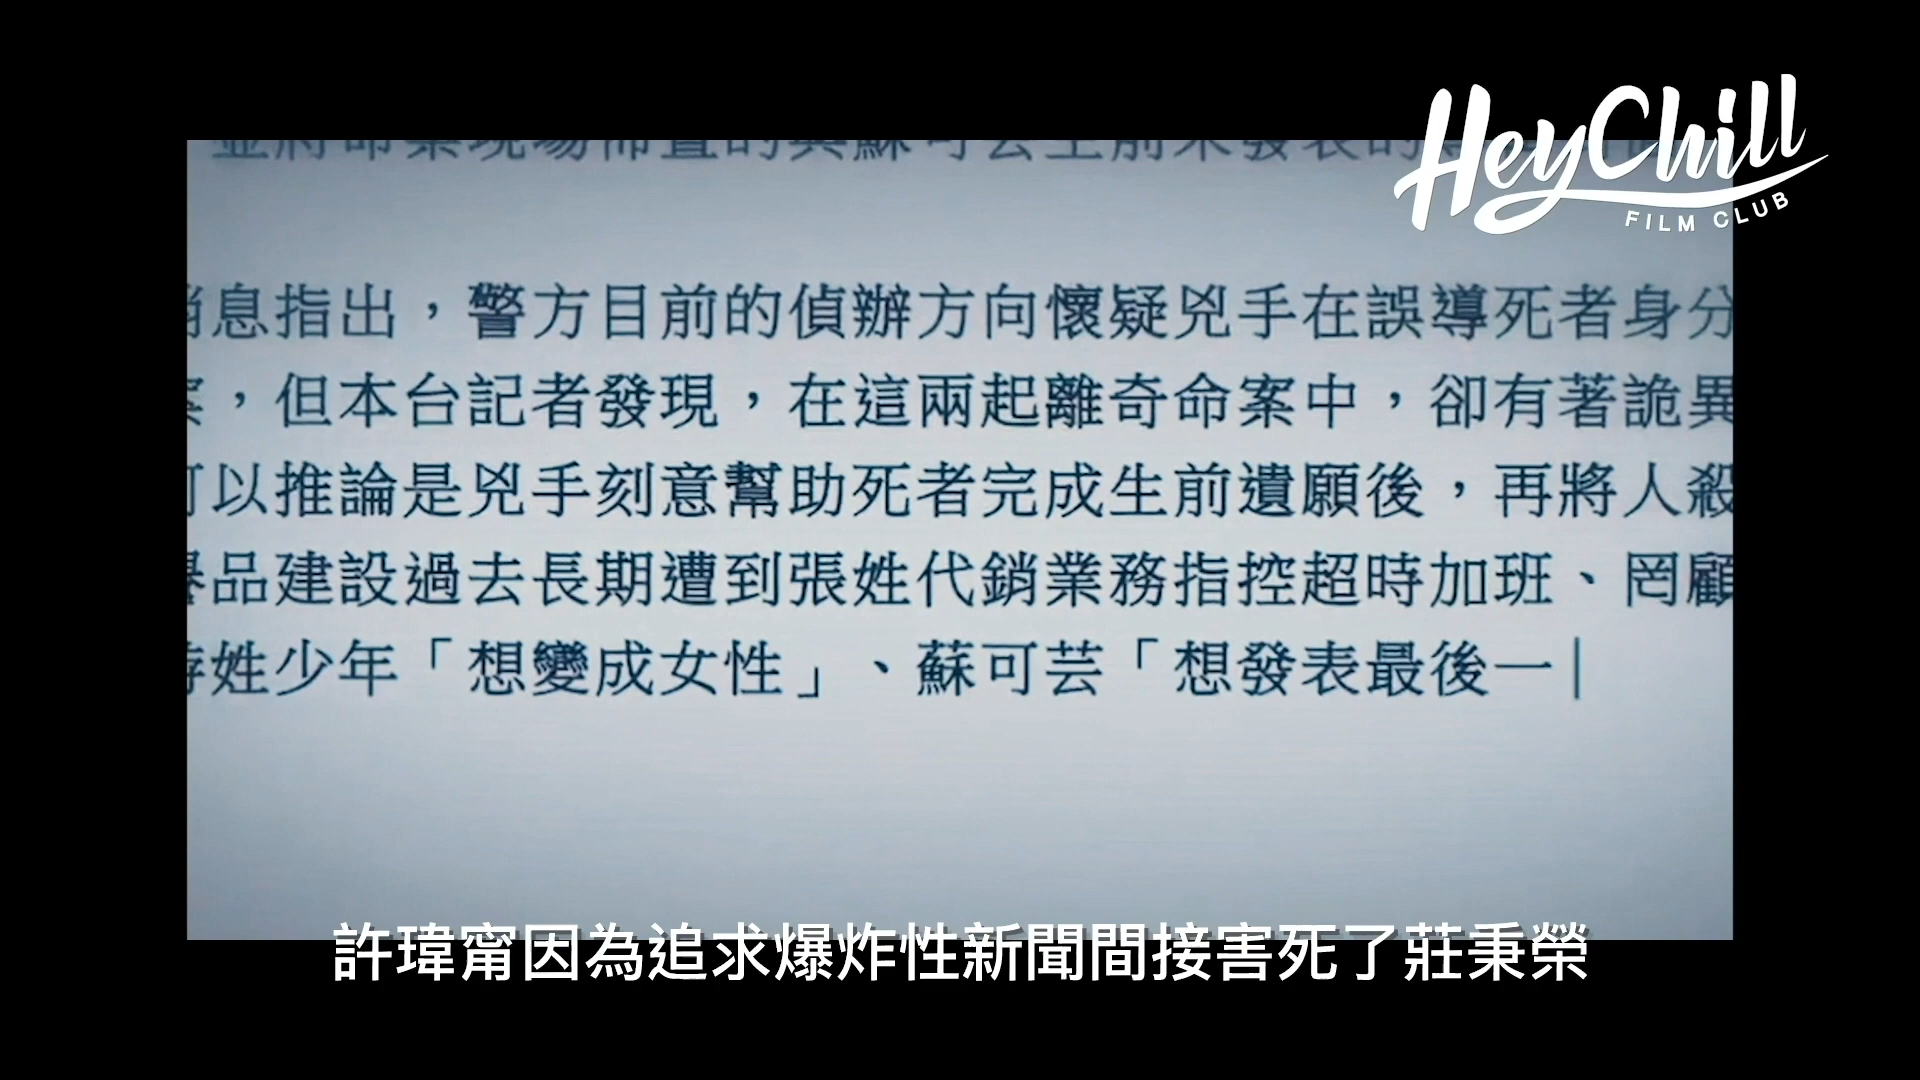 HeyChill
FILM CLUB
息指出，警方目前的偵辦方向懷疑兇手在誤導死者身分
，但本台記者發現，在這兩起離奇命案中，卻有著詭異
可以推論是兇手刻意幫助死者完成生前遺願後，再將人殺
品建設過去長期遭到張姓代銷業務指控超時加班、罔顧
姓少年「想變成女性」、蘇可芸「想發表最後一
許瑋甯因為追求爆炸性新聞間接害死了莊秉榮